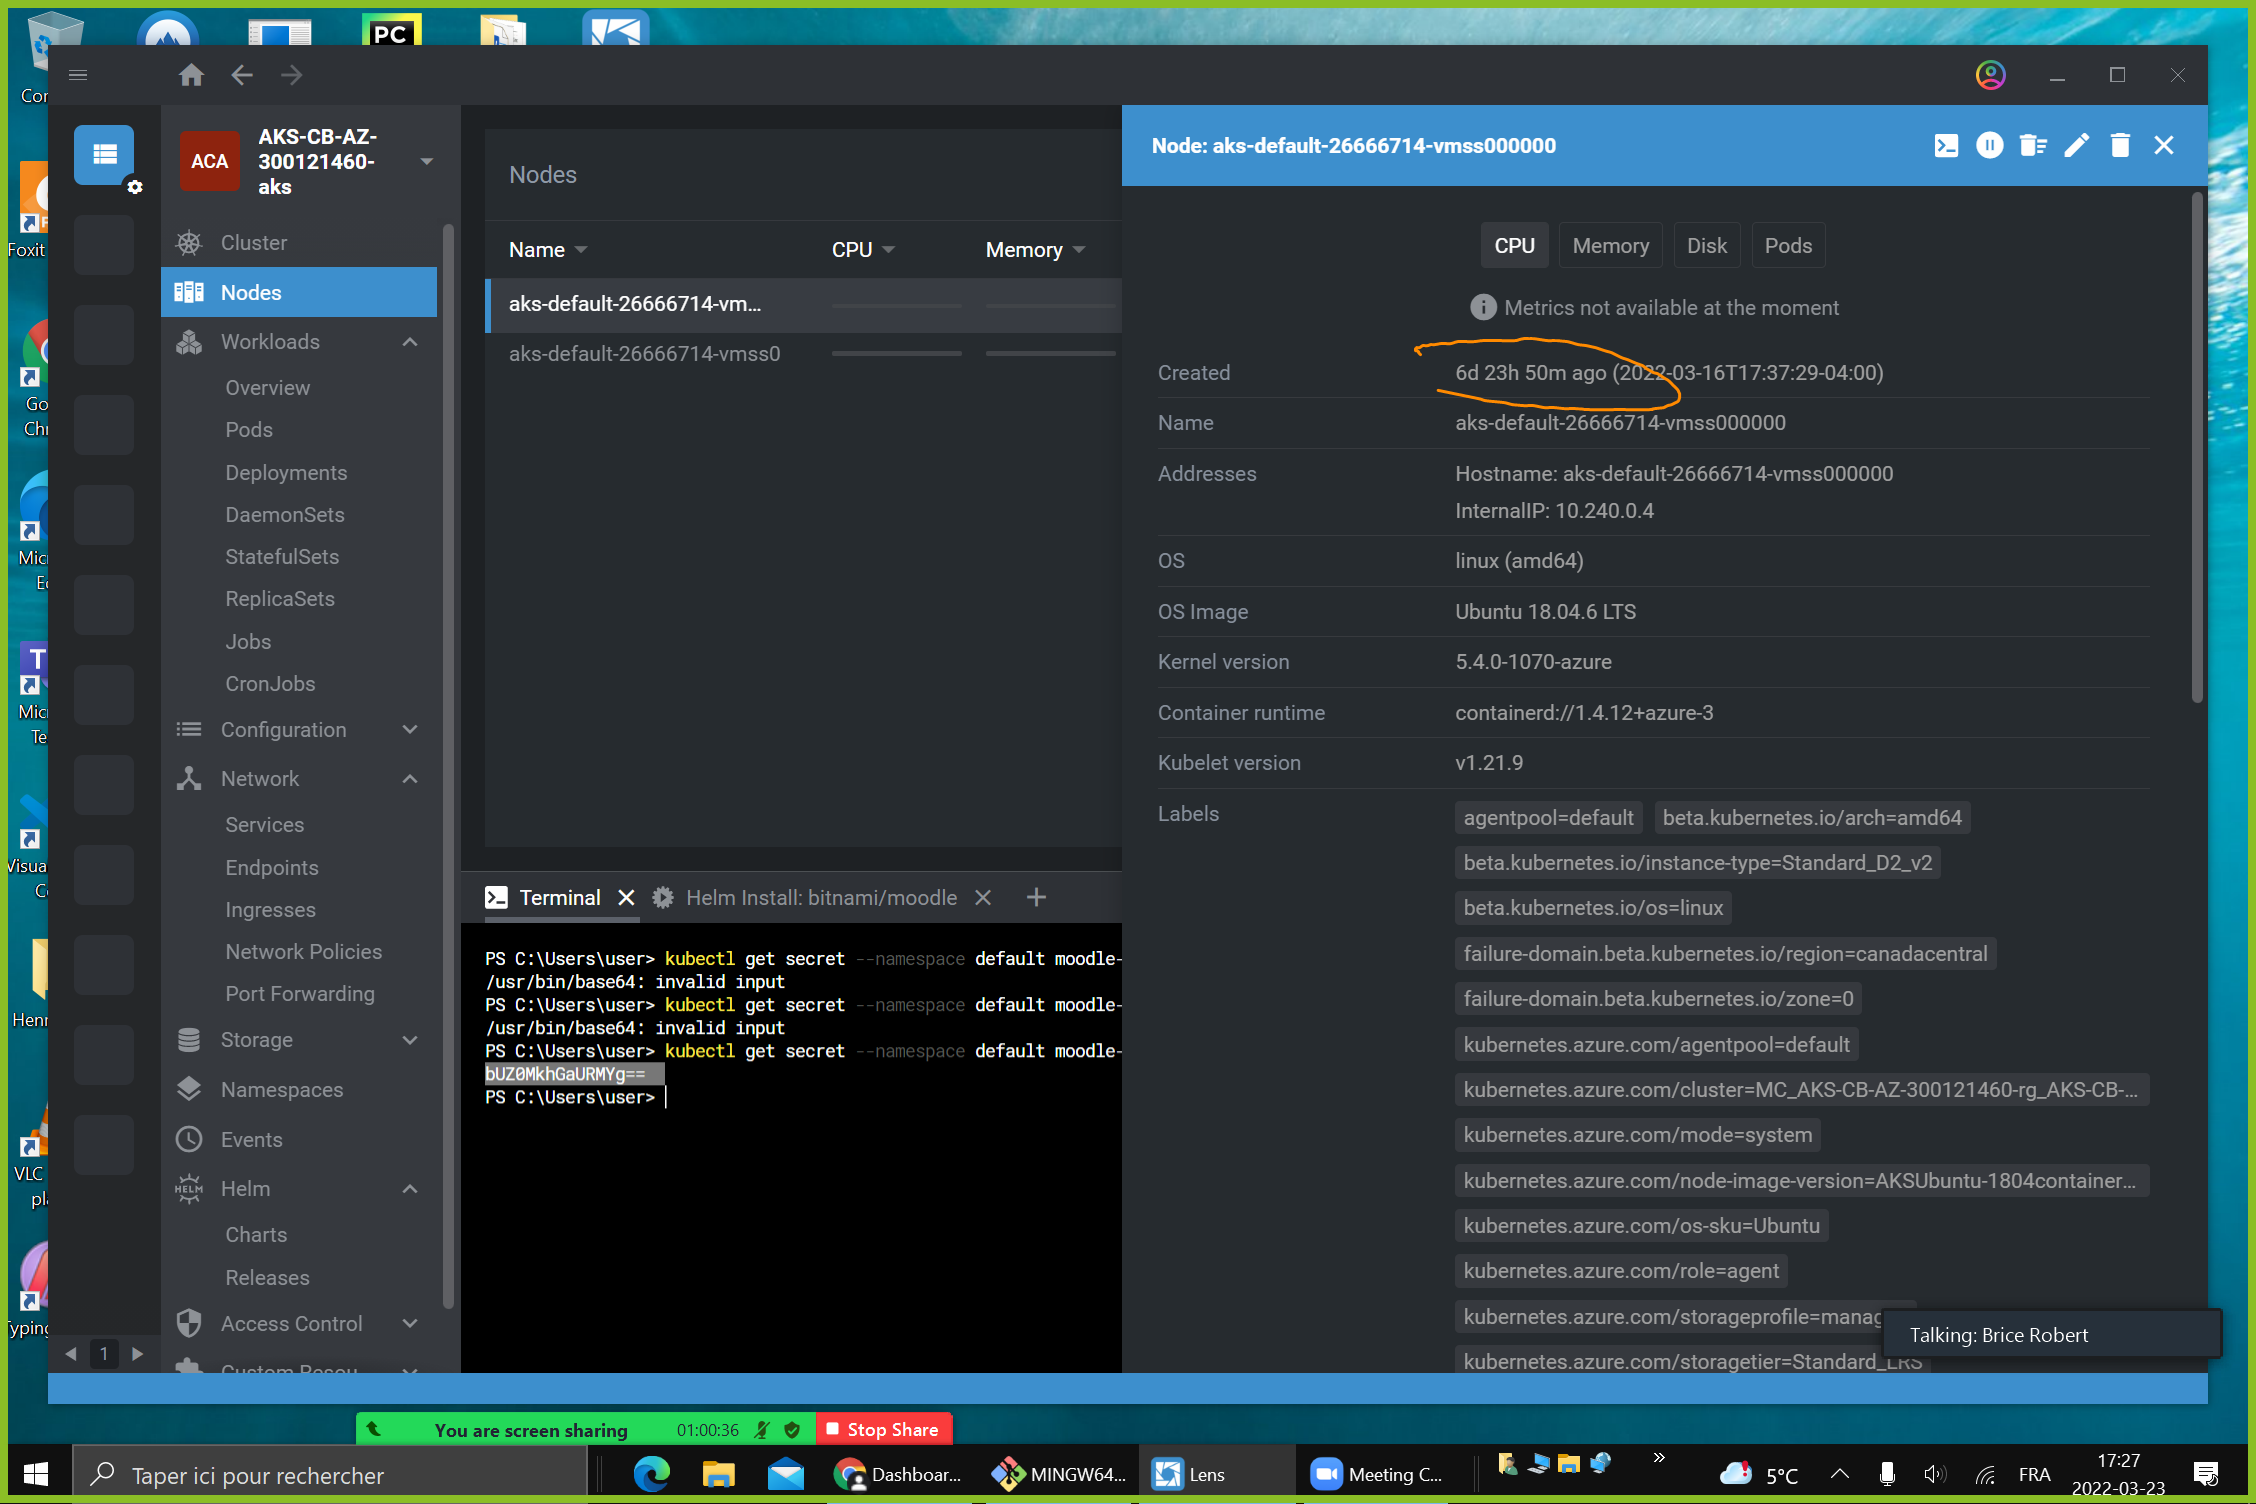 PC
AKS-CB-AZ-
300121460-
aks
ACA
Node: aks-default-26666714-vmss000000
Nodes
Cluster
Nodes
Workloads
Overview
Pods
Deployments
DaemonSets
StatefulSets
ReplicaSets
Jobs
CronJobs
Configuration
Network
Services
Endpoints
Ingresses
Network Policies
Port Forwarding
Storage
Namespaces
Events
HELM
Helm
Charts
Releases
Access Control
1
Name
CPU
Memory
aks-default-26666714-vm...
aks-default-26666714-vmss0
CPU
Memory
Disk
Pods
Metrics not available at the moment
Created 6d 23h 50m ago (2022-03-16T17:37:29-04:00)
Name aks-default-26666714-vmss000000
Addresses Hostname: aks-default-26666714-vmss000000
InternalIP: 10.240.0.4
OS linux (amd64)
OS Image Ubuntu 18.04.6 LTS
Kernel version 5.4.0-1070-azure
Container runtime containerd://1.4.12+azure-3
Kubelet version v1.21.9
Labels agentpool=default beta.kubernetes.io/arch=amd64
beta.kubernetes.io/instance-type=Standard_D2_v2
beta.kubernetes.io/os=linux
failure-domain.beta.kubernetes.io/region=canadacentral
failure-domain.beta.kubernetes.io/zone=0
kubernetes.azure.com/agentpool=default
kubernetes.azure.com/cluster=MC_AKS-CB-AZ-300121460-rg_AKS-CB-...
kubernetes.azure.com/mode=system
kubernetes.azure.com/node-image-version=AKSUbuntu-1804container...
kubernetes.azure.com/os-sku=Ubuntu
kubernetes.azure.com/role=agent
kubernetes.azure.com/storageprofile=manag
kubernetes.azure.com/storagetier=Standard_LRS
Talking: Brice Robert
Terminal
Helm Install: bitnami/moodle
PS C:\Users\user> kubectl get secret --namespace default moodle-
/usr/bin/base64: invalid input
PS C:\Users\user> kubectl get secret --namespace default moodle-
/usr/bin/base64: invalid input
PS C:\Users\user> kubectl get secret --namespace default moodle-
bUZ0MkhGaURMYg==
PS C:\Users\user>
Foxit
Henr
VLC
Typing
You are screen sharing 01:00:36 Stop Share
Taper ici pour rechercher
Dashboar...
MINGW64...
Lens
Meeting C...
5°C
FRA
17:27
2022-03-23